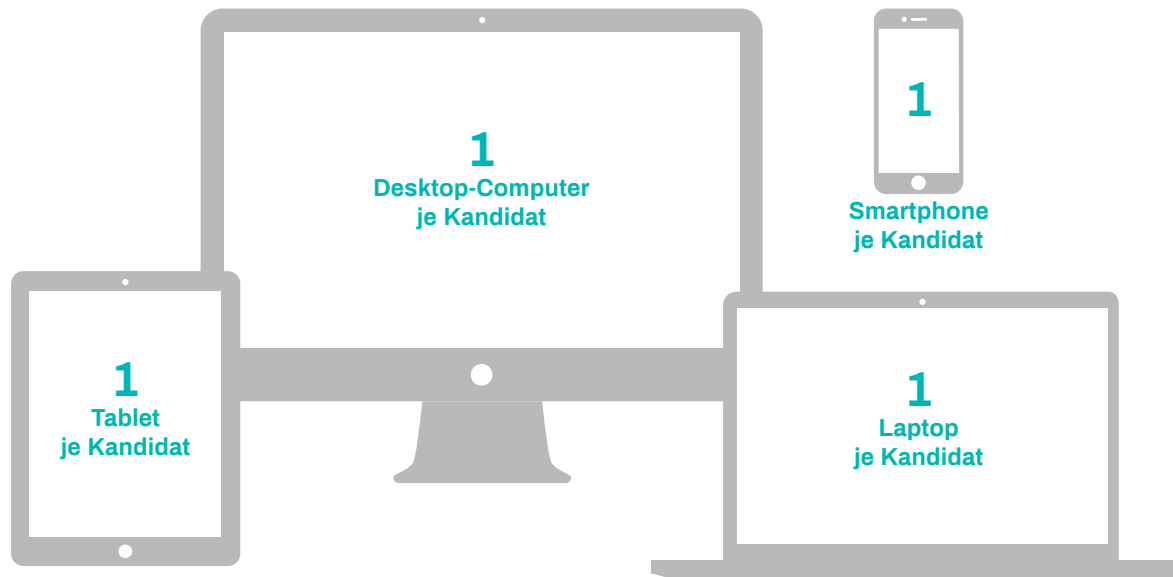 1
Desktop-Computer
je Kandidat
1
Smartphone
je Kandidat
1
Tablet
je Kandidat
1
Laptop
je Kandidat